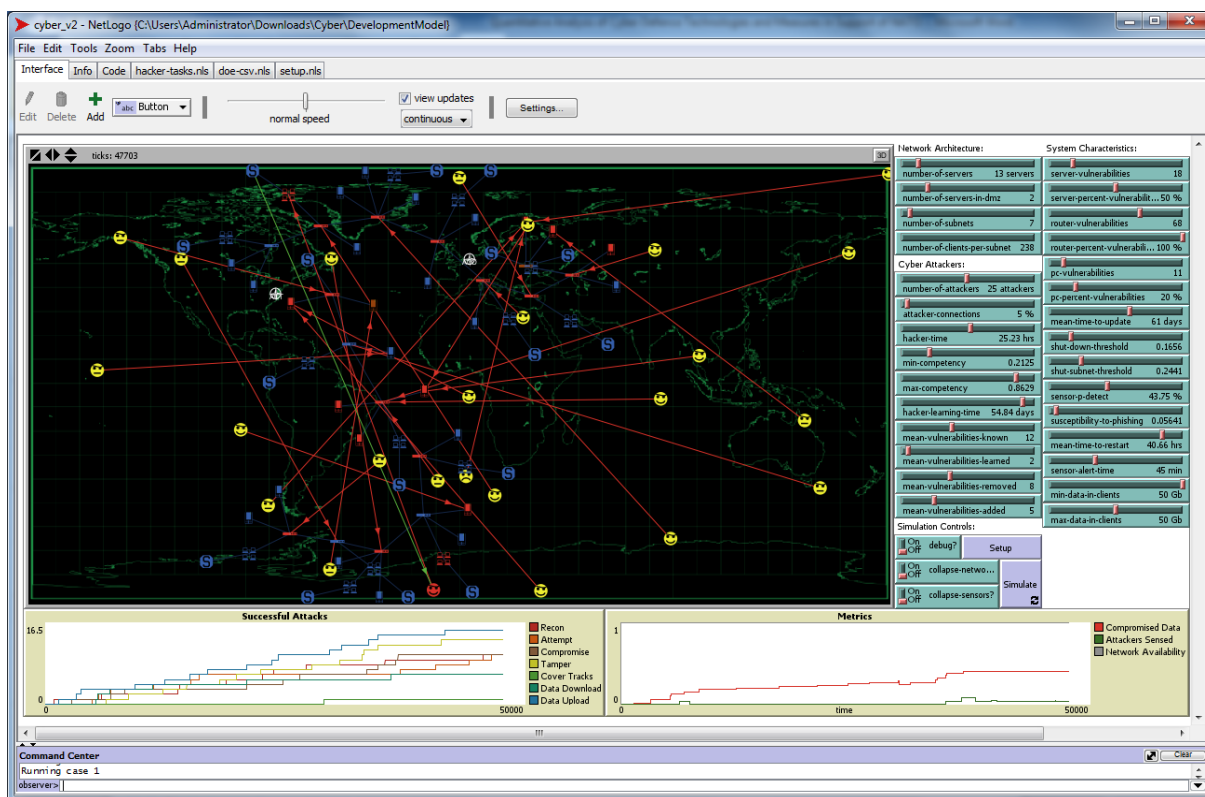 cyber_v2 - NetLogo {C:\Users\Administrator\Downloads\Cyber\DevelopmentModel}
File Edit Tools Zoom Tabs Help
Interface Info Code hacker-tasks.nls doe-csv.nls setup.nls
Edit Delete Add
abc Button
normal speed
view updates
continuous
Settings...
ticks: 47703
3D
Network Architecture:
number-of-servers 13 servers
number-of-servers-in-dmz 2
number-of-subnets 7
number-of-clients-per-subnet 238
Cyber Attackers:
number-of-attackers 25 attackers
attacker-connections 5 %
hacker-time 25.23 hrs
min-competency 0.2125
max-competency 0.8629
hacker-learning-time 54.84 days
mean-vulnerabilities-known 12
mean-vulnerabilities-learned 2
mean-vulnerabilities-removed 8
mean-vulnerabilities-added 5
Simulation Controls:
On
Off
debug?
Setup
On
Off
collapse-netwo...
On
Off
collapse-sensors?
Simulate
System Characteristics:
server-vulnerabilities 18
server-percent-vulnerabilit... 50 %
router-vulnerabilities 68
router-percent-vulnerabili... 100 %
pc-vulnerabilities 11
pc-percent-vulnerabilities 20 %
mean-time-to-update 61 days
shut-down-threshold 0.1656
shut-subnet-threshold 0.2441
sensor-p-detect 43.75 %
susceptibility-to-phishing 0.05641
mean-time-to-restart 40.66 hrs
sensor-alert-time 45 min
min-data-in-clients 50 Gb
max-data-in-clients 50 Gb
Successful Attacks
16.5
0
0
50000
Recon
Attempt
Compromise
Tamper
Cover Tracks
Data Download
Data Upload
Metrics
1
0
0
time
50000
Compromised Data
Attackers Sensed
Network Availability
Command Center
Clear
Running case 1
observer>